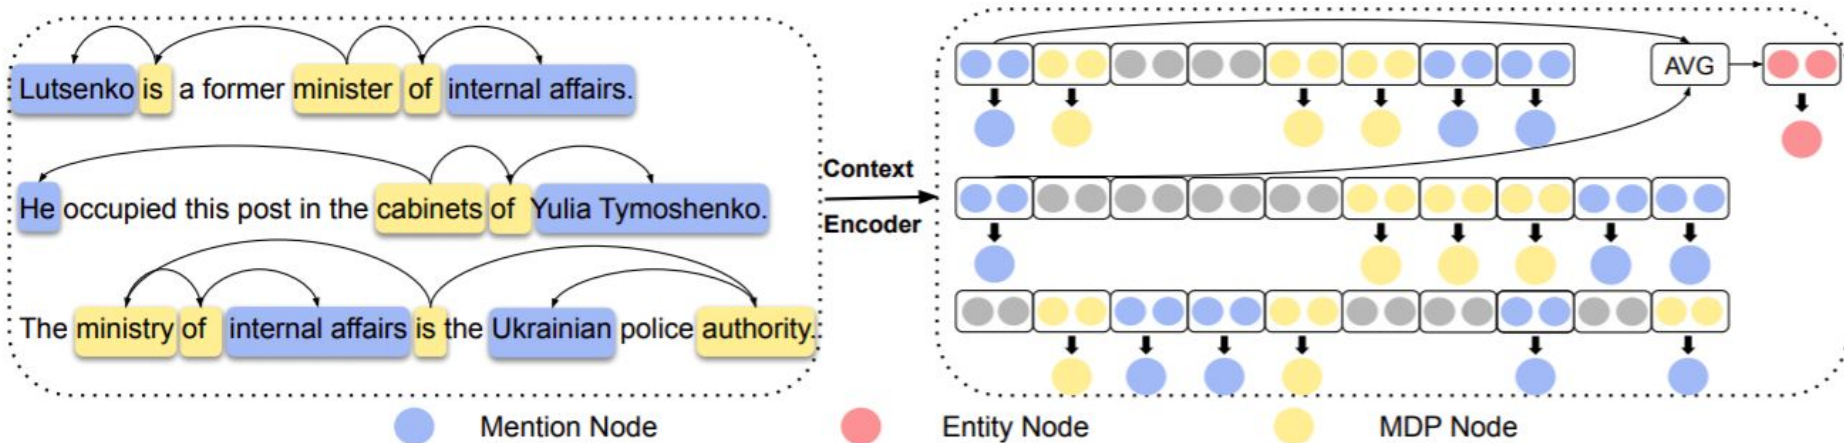 Lutsenko is a former minister of internal affairs.
He occupied this post in the cabinets of Yulia Tymoshenko.
The ministry of internal affairs is the Ukrainian police authority.
Context
Encoder
AVG
Mention Node
Entity Node
MDP Node